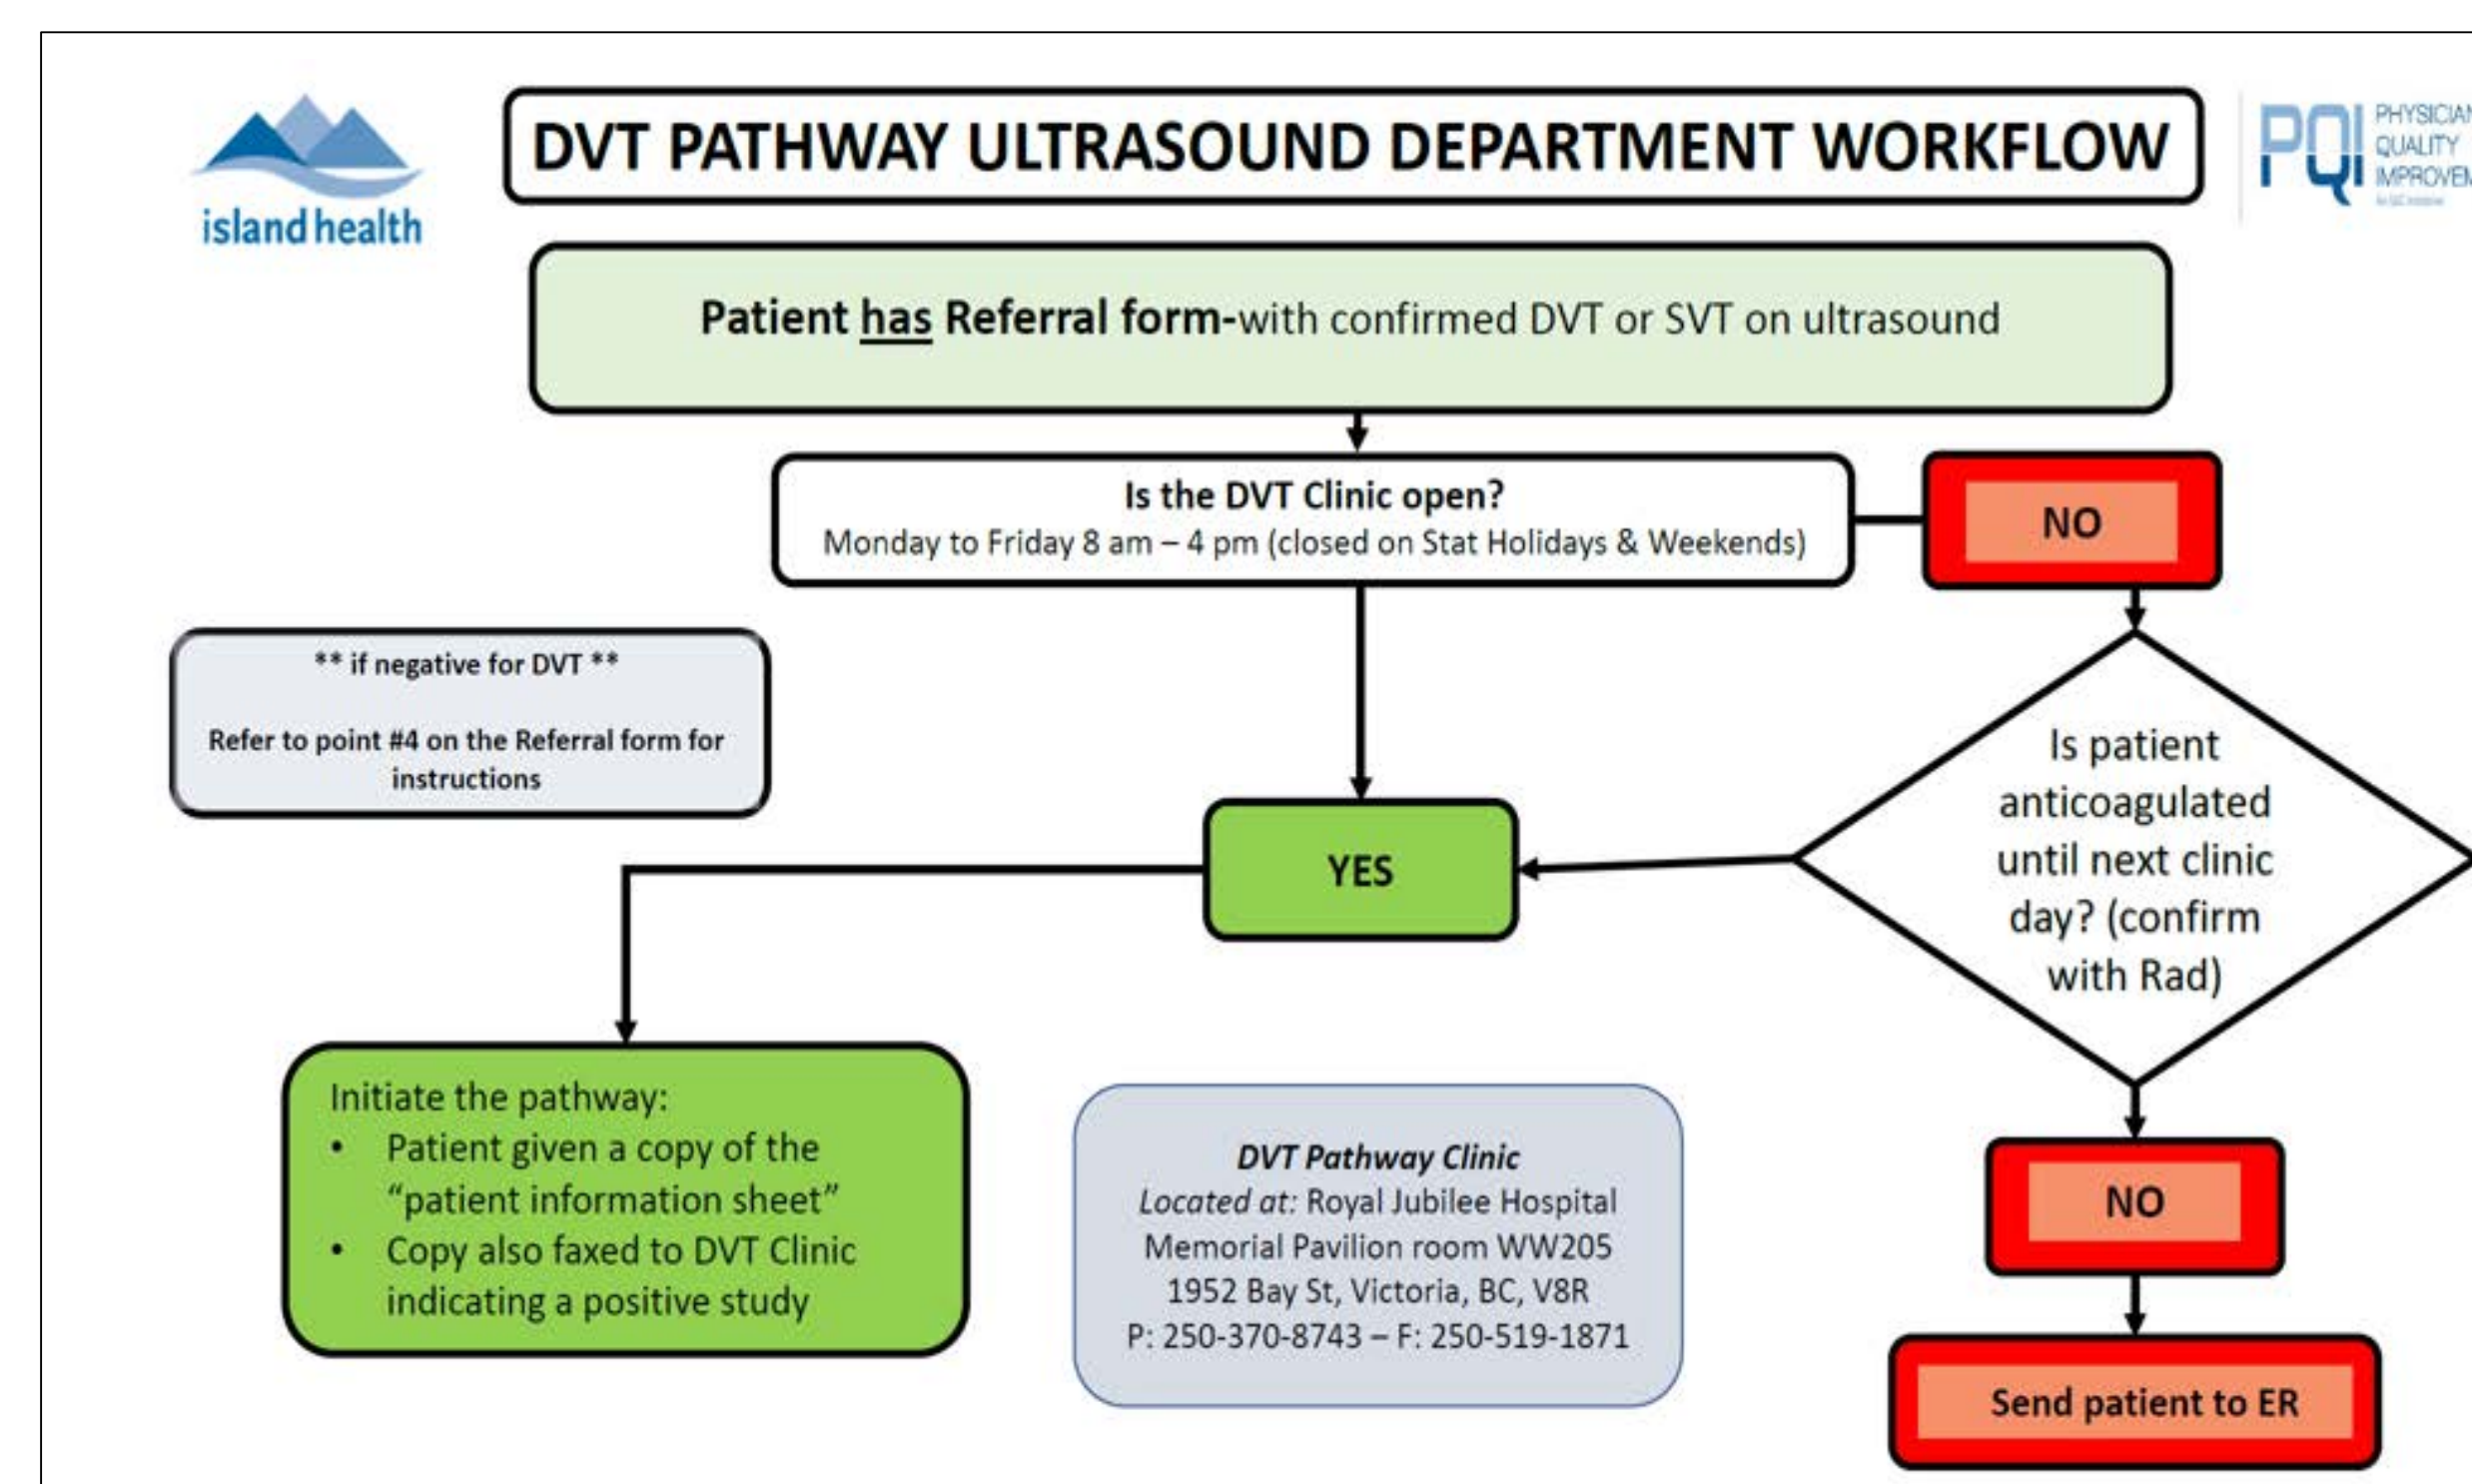 island health
DVT PATHWAY ULTRASOUND DEPARTMENT WORKFLOW
PQI
PHYSICIAN
QUALITY
Patient has Referral form-with confirmed DVT or SVT on ultrasound
Is the DVT Clinic open?
Monday to Friday 8 am – 4 pm (closed on Stat Holidays & Weekends)
NO
** if negative for DVT **
Refer to point #4 on the Referral form for
instructions
Is patient
anticoagulated
until next clinic
day? (confirm
with Rad)
YES
Initiate the pathway:
• Patient given a copy of the
“patient information sheet”
• Copy also faxed to DVT Clinic
indicating a positive study
DVT Pathway Clinic
Located at: Royal Jubilee Hospital
Memorial Pavilion room WW205
1952 Bay St, Victoria, BC, V8R
P: 250-370-8743 – F: 250-519-1871
NO
Send patient to ER